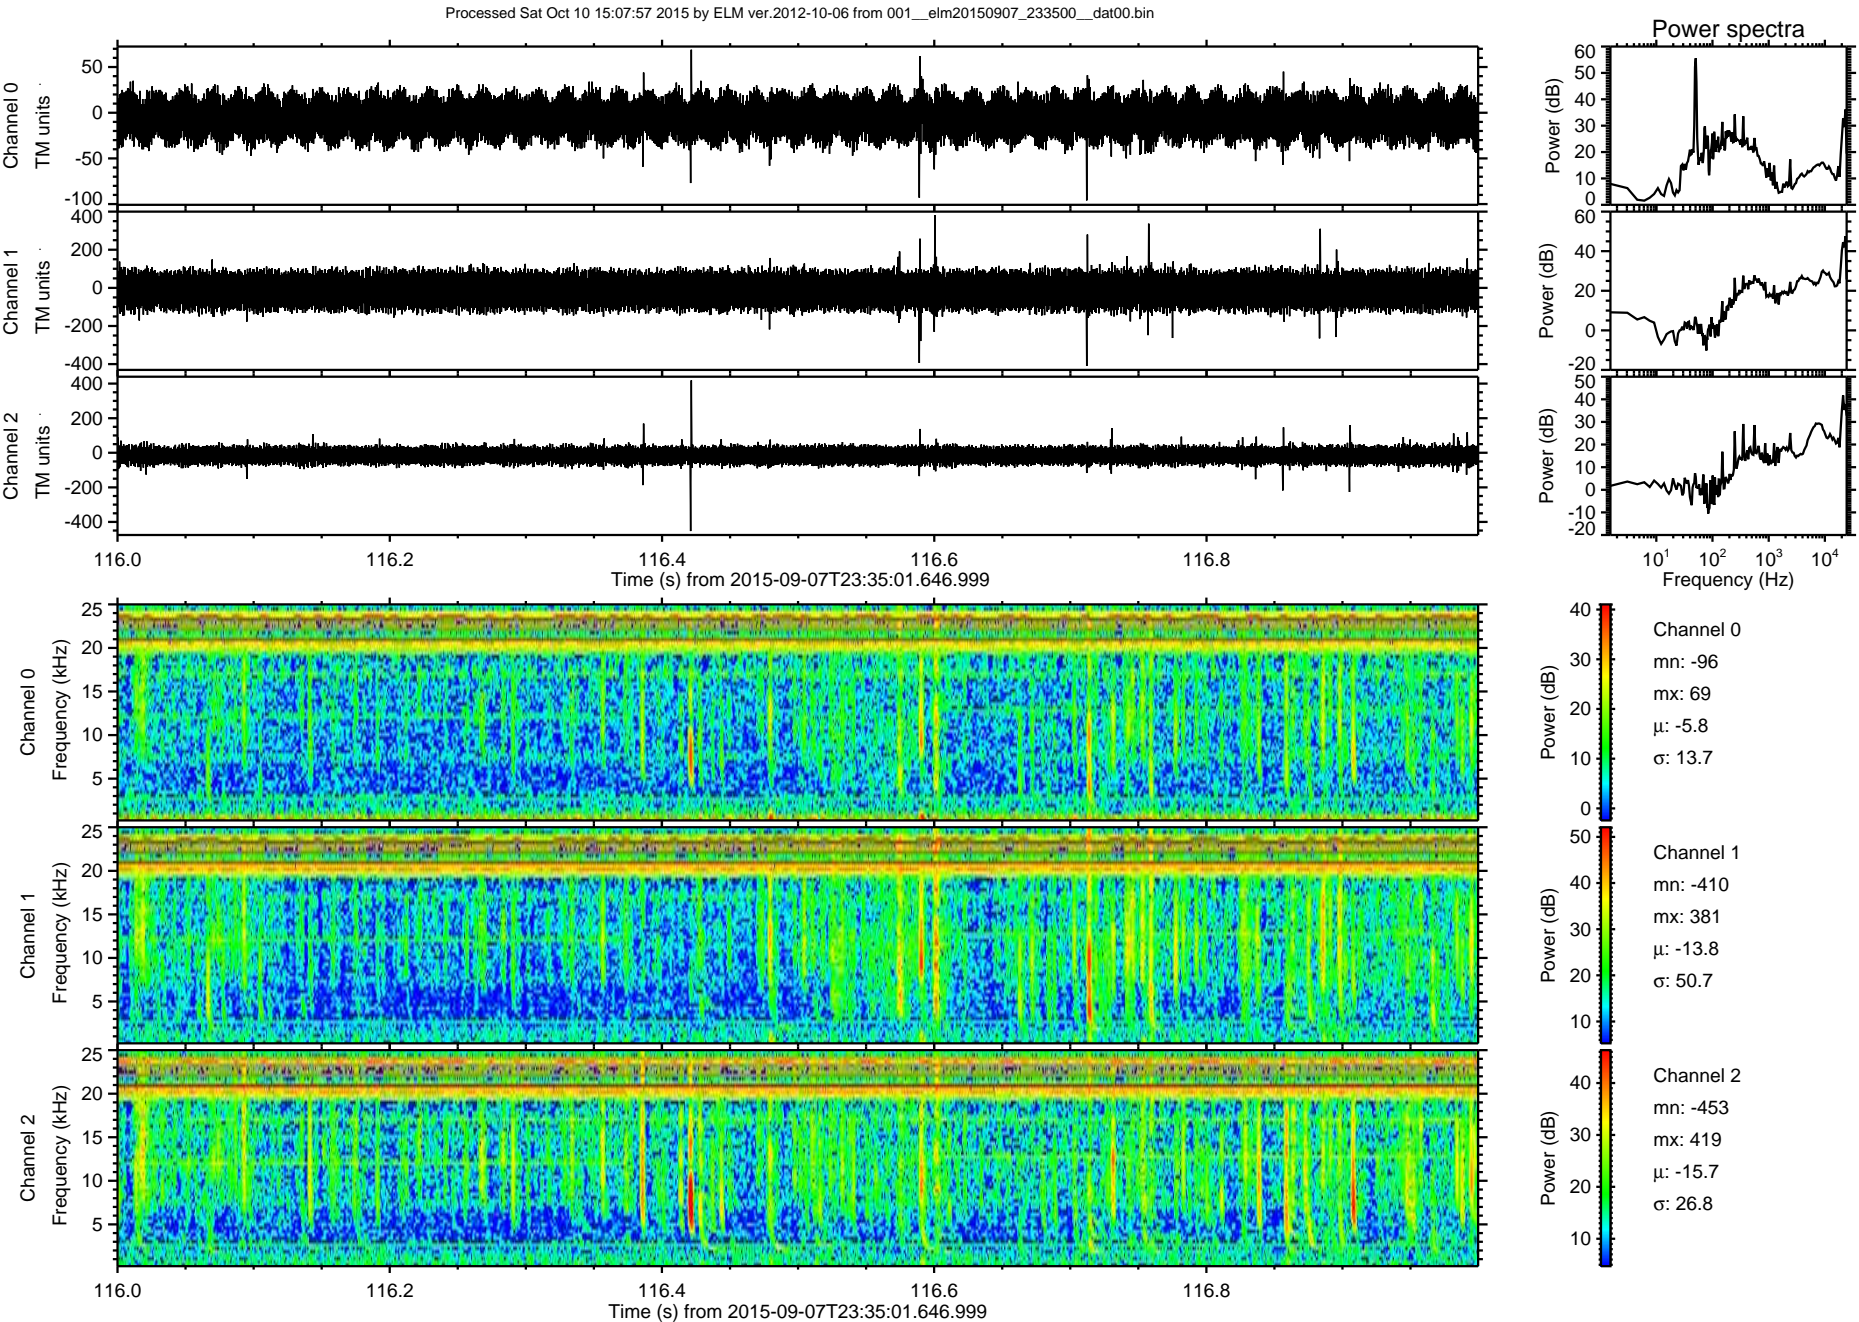 Processed Sat Oct 10 15:07:57 2015 by ELM ver.2012-10-06 from 001__elm20150907_233500__dat00.bin
Power spectra
Channel 0
TM units
50
0
-50
-100
Power (dB)
60
50
40
30
20
10
0
Channel 1
TM units
400
200
0
-200
-400
Power (dB)
60
40
20
0
-20
Channel 2
TM units
400
200
0
-200
-400
Power (dB)
50
40
30
20
10
0
-10
-20
116.0 116.2 116.4 116.6 116.8
Time (s) from 2015-09-07T23:35:01.646.999
10^1 10^2 10^3 10^4
Frequency (Hz)
Channel 0
Frequency (kHz)
25
20
15
10
5
Power (dB)
40
30
20
10
0
Channel 0
mn: -96
mx: 69
μ: -5.8
σ: 13.7
Channel 1
Frequency (kHz)
25
20
15
10
5
Power (dB)
50
40
30
20
10
Channel 1
mn: -410
mx: 381
μ: -13.8
σ: 50.7
Channel 2
Frequency (kHz)
25
20
15
10
5
Power (dB)
40
30
20
10
Channel 2
mn: -453
mx: 419
μ: -15.7
σ: 26.8
116.0 116.2 116.4 116.6 116.8
Time (s) from 2015-09-07T23:35:01.646.999